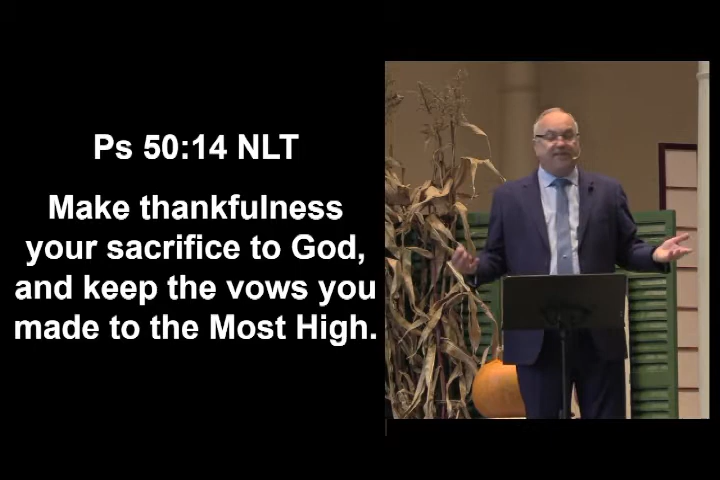 Ps 50:14 NLT
Make thankfulness
your sacrifice to God,
and keep the vows you
made to the Most High.